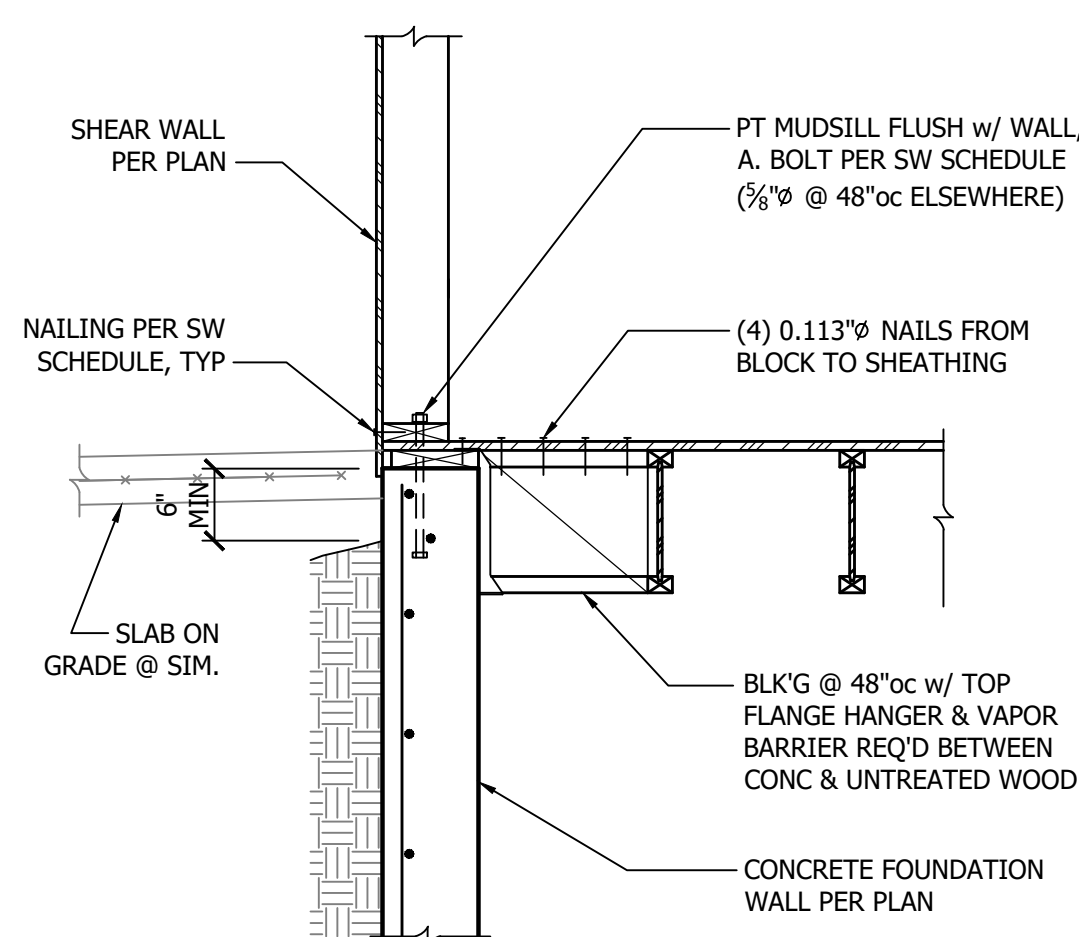 SHEAR WALL
PER PLAN
NAILING PER SW
SCHEDULE, TYP
6"
MIN
SLAB ON
GRADE @ SIM.
PT MUDSILL FLUSH w/ WALL,
A. BOLT PER SW SCHEDULE
(⅝"ø @ 48"oc ELSEWHERE)
(4) 0.113"ø NAILS FROM
BLOCK TO SHEATHING
BLK'G @ 48"oc w/ TOP
FLANGE HANGER & VAPOR
BARRIER REQ'D BETWEEN
CONC & UNTREATED WOOD
CONCRETE FOUNDATION
WALL PER PLAN